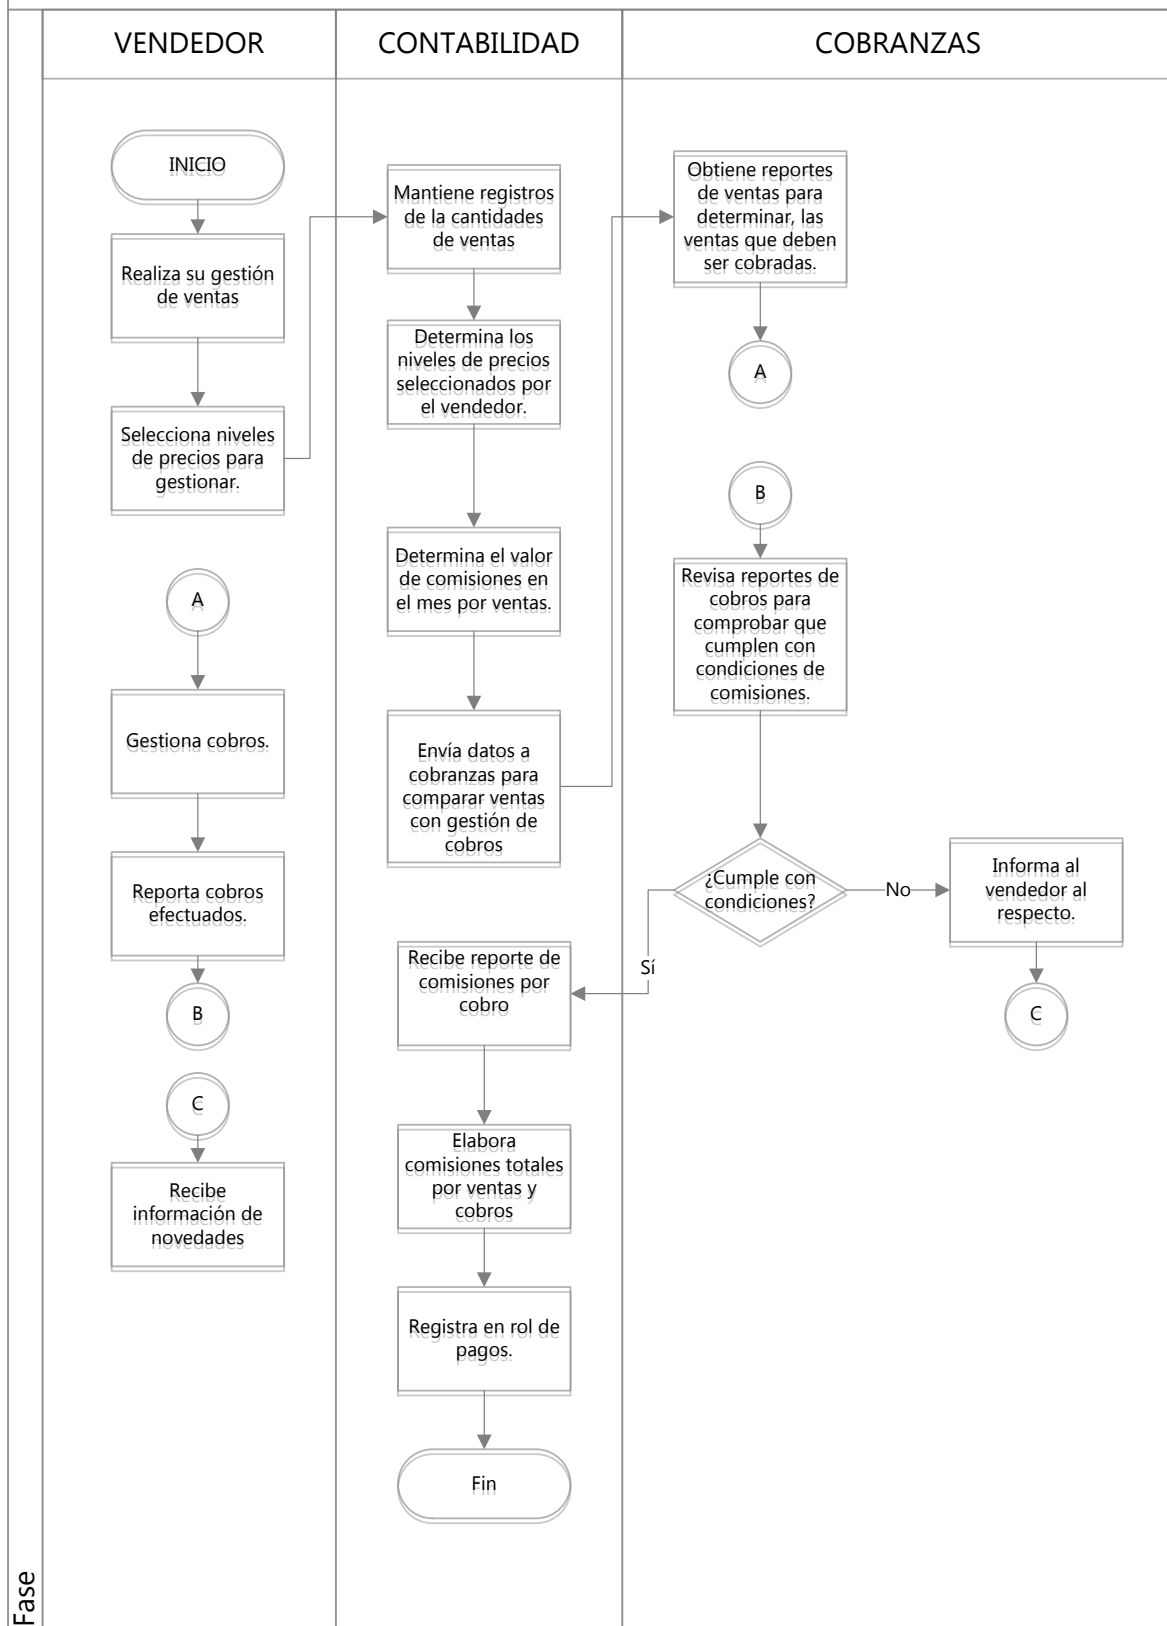 VENDEDOR
CONTABILIDAD
COBRANZAS
INICIO
Realiza su gestión
de ventas
Selecciona niveles
de precios para
gestionar.
A
Gestiona cobros.
Reporta cobros
efectuados.
B
C
Recibe
información de
novedades
Mantiene registros
de la cantidades
de ventas
Determina los
niveles de precios
seleccionados por
el vendedor.
Determina el valor
de comisiones en
el mes por ventas.
Envía datos a
cobranzas para
comparar ventas
con gestión de
cobros
Recibe reporte de
comisiones por
cobro
Elabora
comisiones totales
por ventas y
cobros
Registra en rol de
pagos.
Fin
Obtiene reportes
de ventas para
determinar, las
ventas que deben
ser cobradas.
A
B
Revisa reportes de
cobros para
comprobar que
cumplen con
condiciones de
comisiones.
¿Cumple con
condiciones?
No
Sí
Informa al
vendedor al
respecto.
C
Fase